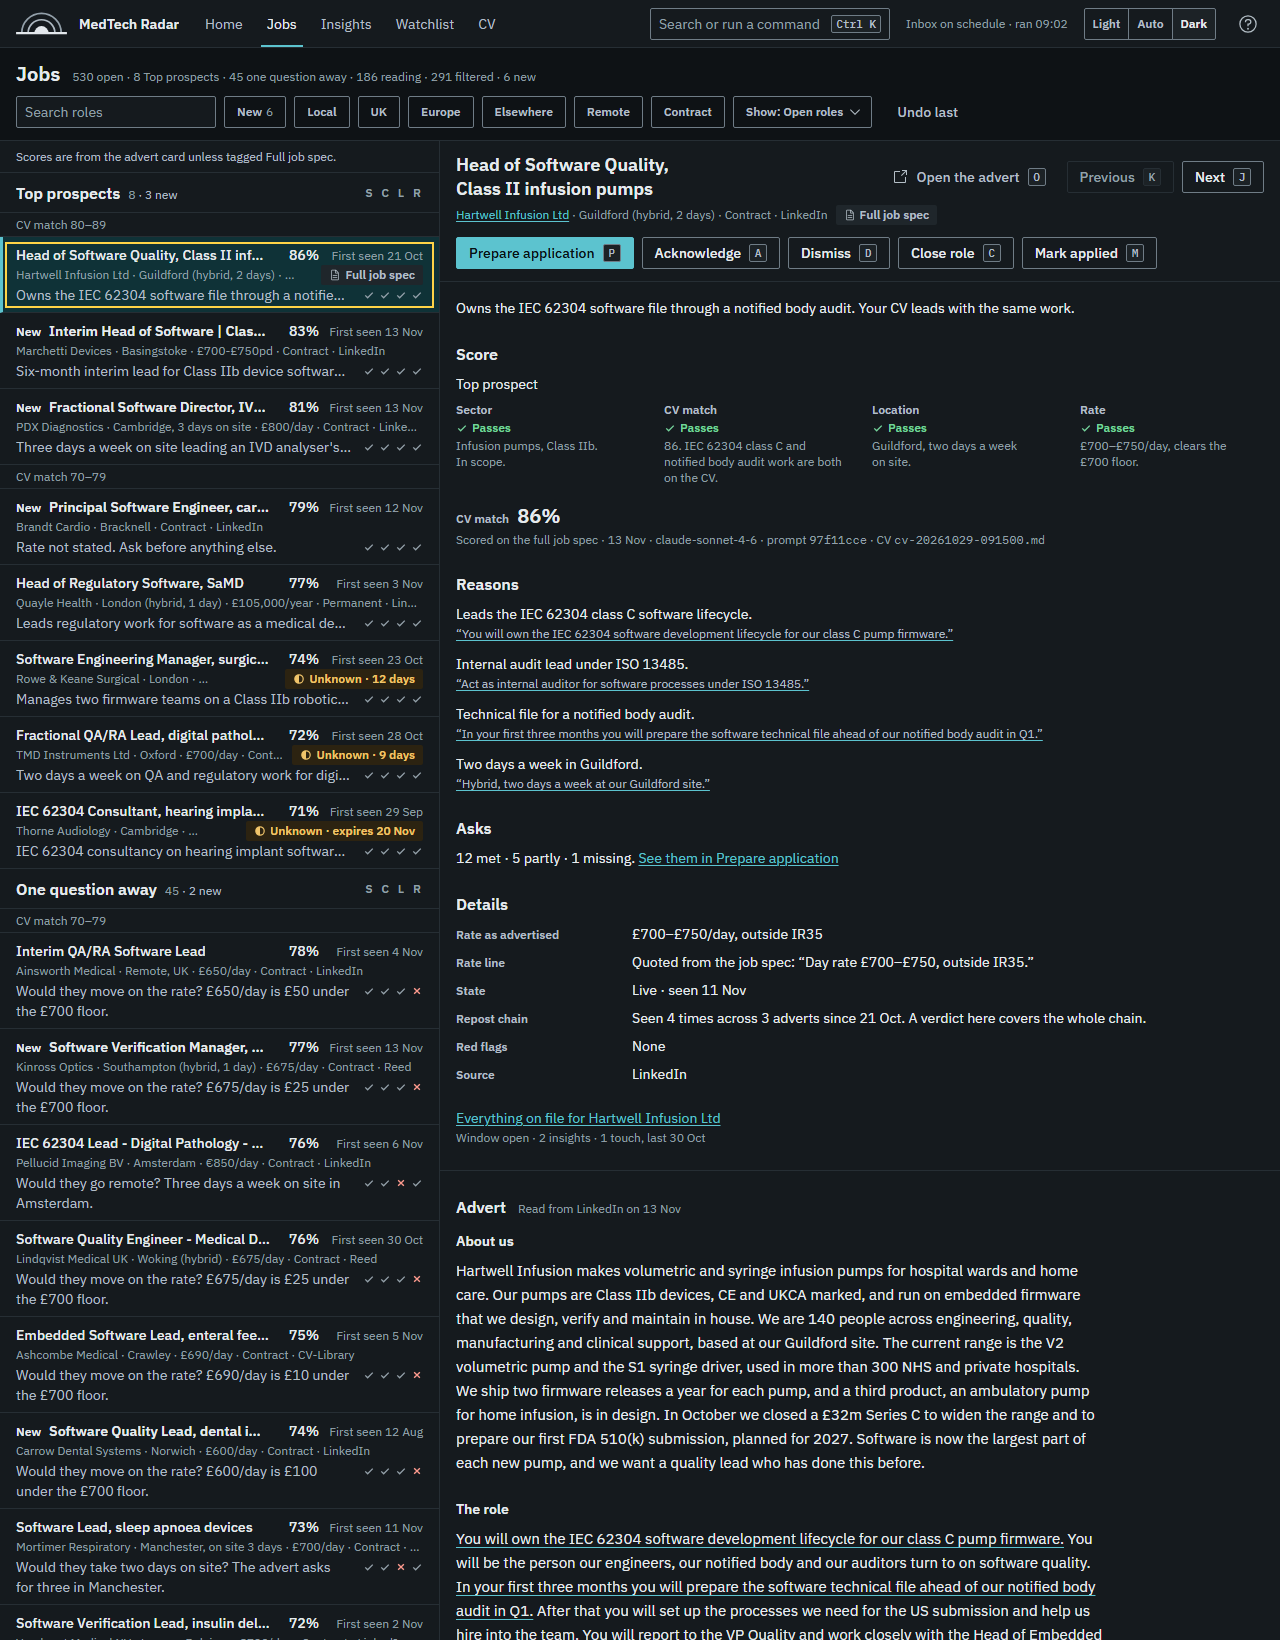 MedTech Radar Home Jobs Insights Watchlist CV Search or run a command Ctrl K Inbox on schedule · ran 09:02 Light Auto Dark ?
Jobs 530 open · 8 Top prospects · 45 one question away · 186 reading · 291 filtered · 6 new
Search roles New 6 Local UK Europe Elsewhere Remote Contract Show: Open roles Undo last
Scores are from the advert card unless tagged Full job spec.
Top prospects 8 · 3 new S C L R
CV match 80–89
Head of Software Quality, Class II inf... 86% First seen 21 Oct
Hartwell Infusion Ltd · Guildford (hybrid, 2 days) · ... Full job spec
Owns the IEC 62304 software file through a notifie...
New Interim Head of Software | Clas... 83% First seen 13 Nov
Marchetti Devices · Basingstoke · £700-£750pd · Contract · LinkedIn
Six-month interim lead for Class IIb device softwar...
New Fractional Software Director, IV... 81% First seen 13 Nov
PDX Diagnostics · Cambridge, 3 days on site · £800/day · Contract · Linke...
Three days a week on site leading an IVD analyser's...
CV match 70–79
New Principal Software Engineer, car... 79% First seen 12 Nov
Brandt Cardio · Bracknell · Contract · LinkedIn
Rate not stated. Ask before anything else.
Head of Regulatory Software, SaMD 77% First seen 3 Nov
Quayle Health · London (hybrid, 1 day) · £105,000/year · Permanent · Lin...
Leads regulatory work for software as a medical de...
Software Engineering Manager, surgic... 74% First seen 23 Oct
Rowe & Keane Surgical · London · ... Unknown · 12 days
Manages two firmware teams on a Class IIb robotic...
Fractional QA/RA Lead, digital pathol... 72% First seen 28 Oct
TMD Instruments Ltd · Oxford · £700/day · Cont... Unknown · 9 days
Two days a week on QA and regulatory work for digi...
IEC 62304 Consultant, hearing impla... 71% First seen 29 Sep
Thorne Audiology · Cambridge · ... Unknown · expires 20 Nov
IEC 62304 consultancy on hearing implant softwar...
One question away 45 · 2 new S C L R
CV match 70–79
Interim QA/RA Software Lead 78% First seen 4 Nov
Ainsworth Medical · Remote, UK · £650/day · Contract · LinkedIn
Would they move on the rate? £650/day is £50 under
the £700 floor.
New Software Verification Manager, ... 77% First seen 13 Nov
Kinross Optics · Southampton (hybrid, 1 day) · £675/day · Contract · Reed
Would they move on the rate? £675/day is £25 under
the £700 floor.
IEC 62304 Lead - Digital Pathology - ... 76% First seen 6 Nov
Pellucid Imaging BV · Amsterdam · €850/day · Contract · LinkedIn
Would they go remote? Three days a week on site in
Amsterdam.
Software Quality Engineer - Medical D... 76% First seen 30 Oct
Lindqvist Medical UK · Woking (hybrid) · £675/day · Contract · Reed
Would they move on the rate? £675/day is £25 under
the £700 floor.
Embedded Software Lead, enteral fee... 75% First seen 5 Nov
Ashcombe Medical · Crawley · £690/day · Contract · CV-Library
Would they move on the rate? £690/day is £10 under
the £700 floor.
New Software Quality Lead, dental i... 74% First seen 12 Aug
Carrow Dental Systems · Norwich · £600/day · Contract · LinkedIn
Would they move on the rate? £600/day is £100
under the £700 floor.
Software Lead, sleep apnoea devices 73% First seen 11 Nov
Mortimer Respiratory · Manchester, on site 3 days · £700/day · Contract · ...
Would they take two days on site? The advert asks
for three in Manchester.
Software Verification Lead, insulin del... 72% First seen 2 Nov
Head of Software Quality,
Class II infusion pumps
Open the advert O Previous K Next J
Hartwell Infusion Ltd · Guildford (hybrid, 2 days) · Contract · LinkedIn Full job spec
Prepare application P Acknowledge A Dismiss D Close role C Mark applied M
Owns the IEC 62304 software file through a notified body audit. Your CV leads with the same work.
Score
Top prospect
Sector CV match Location Rate
Passes Passes Passes Passes
Infusion pumps, Class IIb. 86. IEC 62304 class C and Guildford, two days a week £700–£750/day, clears the
In scope. notified body audit work are both on site. £700 floor.
on the CV.
CV match 86%
Scored on the full job spec · 13 Nov · claude-sonnet-4-6 · prompt 97f11cce · CV cv-20261029-091500.md
Reasons
Leads the IEC 62304 class C software lifecycle.
“You will own the IEC 62304 software development lifecycle for our class C pump firmware.”
Internal audit lead under ISO 13485.
“Act as internal auditor for software processes under ISO 13485.”
Technical file for a notified body audit.
“In your first three months you will prepare the software technical file ahead of our notified body audit in Q1.”
Two days a week in Guildford.
“Hybrid, two days a week at our Guildford site.”
Asks
12 met · 5 partly · 1 missing. See them in Prepare application
Details
Rate as advertised £700–£750/day, outside IR35
Rate line Quoted from the job spec: “Day rate £700–£750, outside IR35.”
State Live · seen 11 Nov
Repost chain Seen 4 times across 3 adverts since 21 Oct. A verdict here covers the whole chain.
Red flags None
Source LinkedIn
Everything on file for Hartwell Infusion Ltd
Window open · 2 insights · 1 touch, last 30 Oct
Advert Read from LinkedIn on 13 Nov
About us
Hartwell Infusion makes volumetric and syringe infusion pumps for hospital wards and home
care. Our pumps are Class IIb devices, CE and UKCA marked, and run on embedded firmware
that we design, verify and maintain in house. We are 140 people across engineering, quality,
manufacturing and clinical support, based at our Guildford site. The current range is the V2
volumetric pump and the S1 syringe driver, used in more than 300 NHS and private hospitals.
We ship two firmware releases a year for each pump, and a third product, an ambulatory pump
for home infusion, is in design. In October we closed a £32m Series C to widen the range and to
prepare our first FDA 510(k) submission, planned for 2027. Software is now the largest part of
each new pump, and we want a quality lead who has done this before.
The role
You will own the IEC 62304 software development lifecycle for our class C pump firmware. You
will be the person our engineers, our notified body and our auditors turn to on software quality.
In your first three months you will prepare the software technical file ahead of our notified body
audit in Q1. After that you will set up the processes we need for the US submission and help us
hire into the team. You will report to the VP Quality and work closely with the Head of Embedded